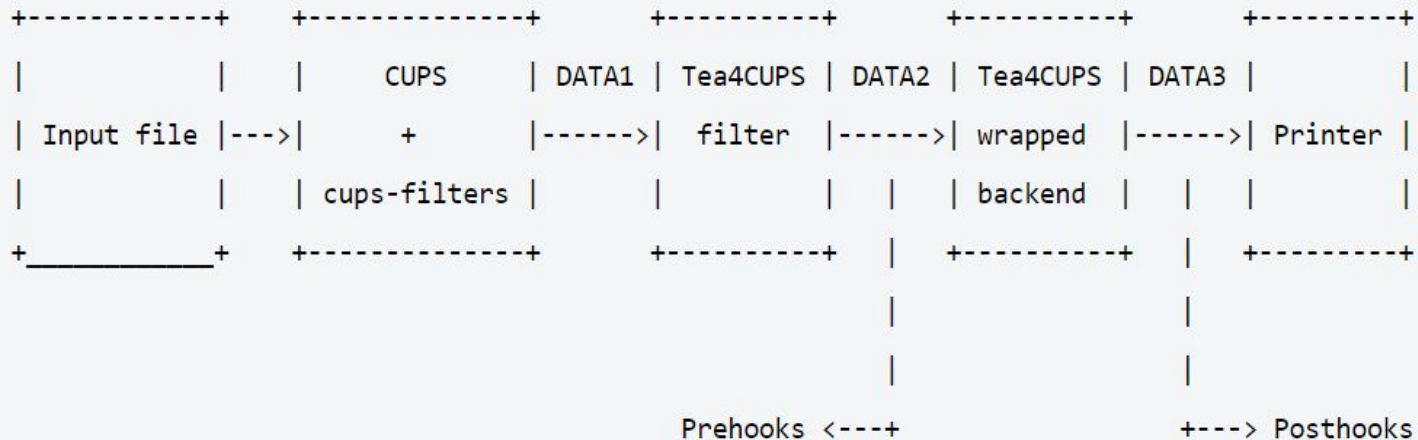 CUPS DATA1 Tea4CUPS DATA2 Tea4CUPS DATA3
Input file + filter wrapped Printer
cups-filters backend
Prehooks Posthooks